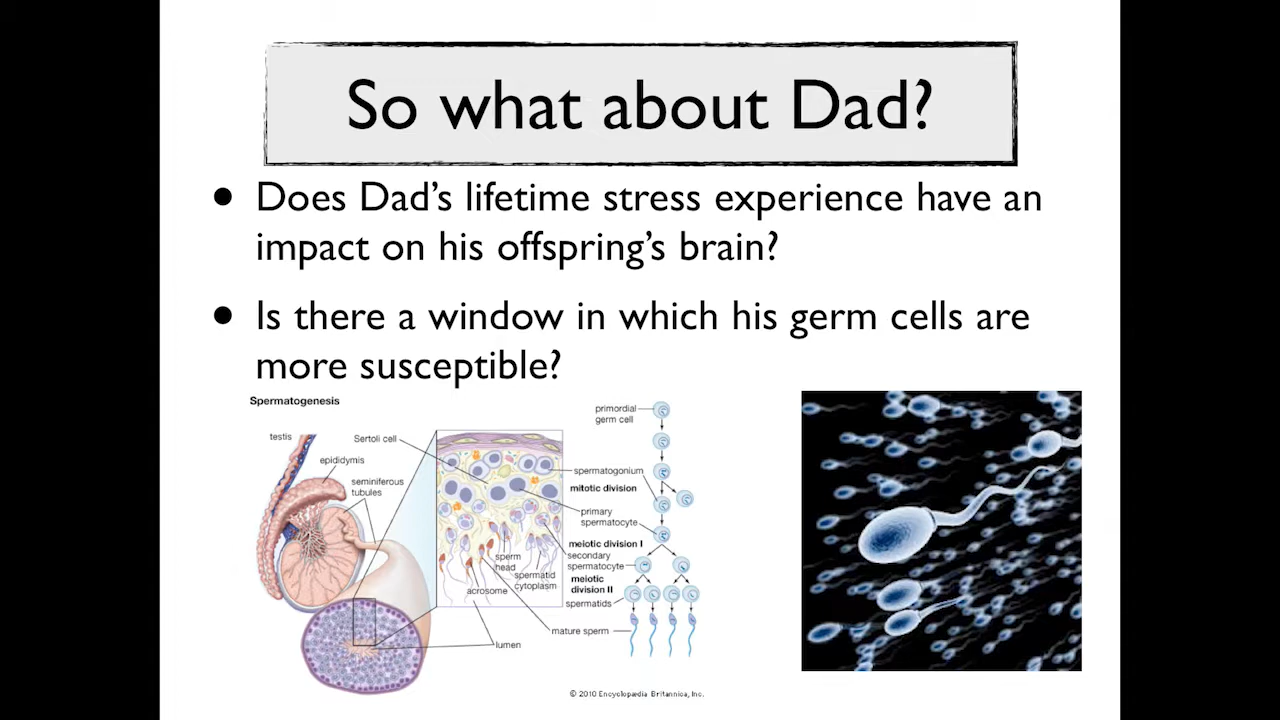 So what about Dad?
• Does Dad's lifetime stress experience have an
impact on his offspring's brain?
• Is there a window in which his germ cells are
more susceptible?
Spermatogenesis
testis
epididymis
seminiferous
tubules
Sertoli cell
sperm
head
spermatid
cytoplasm
acrosome
lumen
primordial
germ cell
spermatogonium
mitotic division
primary
spermatocyte
meiotic division I
secondary
spermatocyte
meiotic
division II
spermatids
mature sperm
© 2010 Encyclopædia Britannica, Inc.